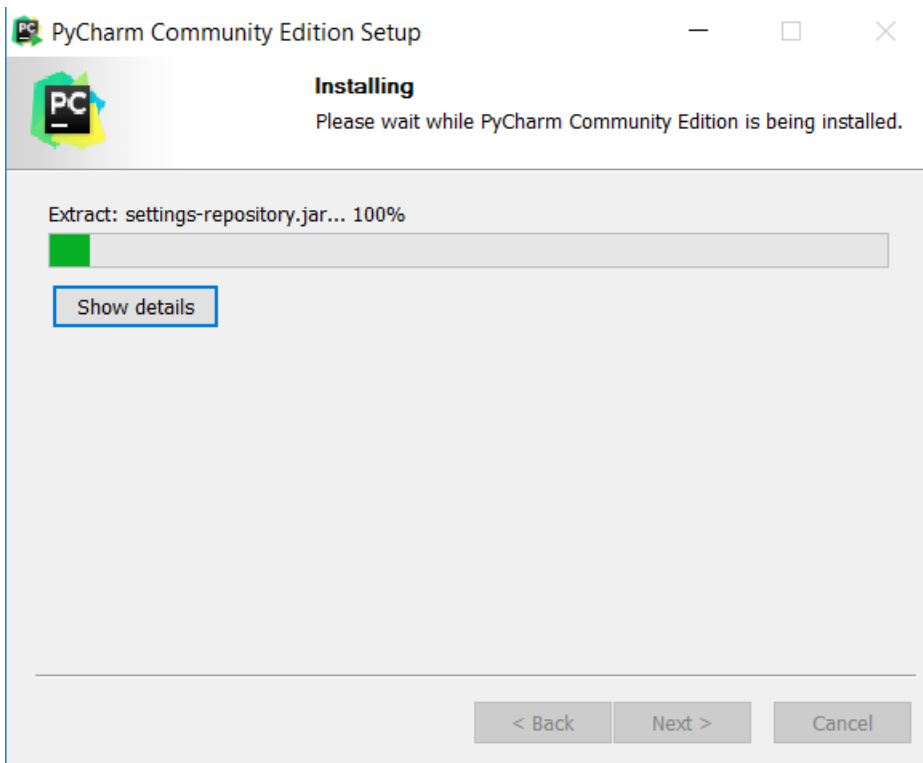 PyCharm Community Edition Setup
PC
Installing
Please wait while PyCharm Community Edition is being installed.
Extract: settings-repository.jar... 100%
Show details
< Back
Next >
Cancel